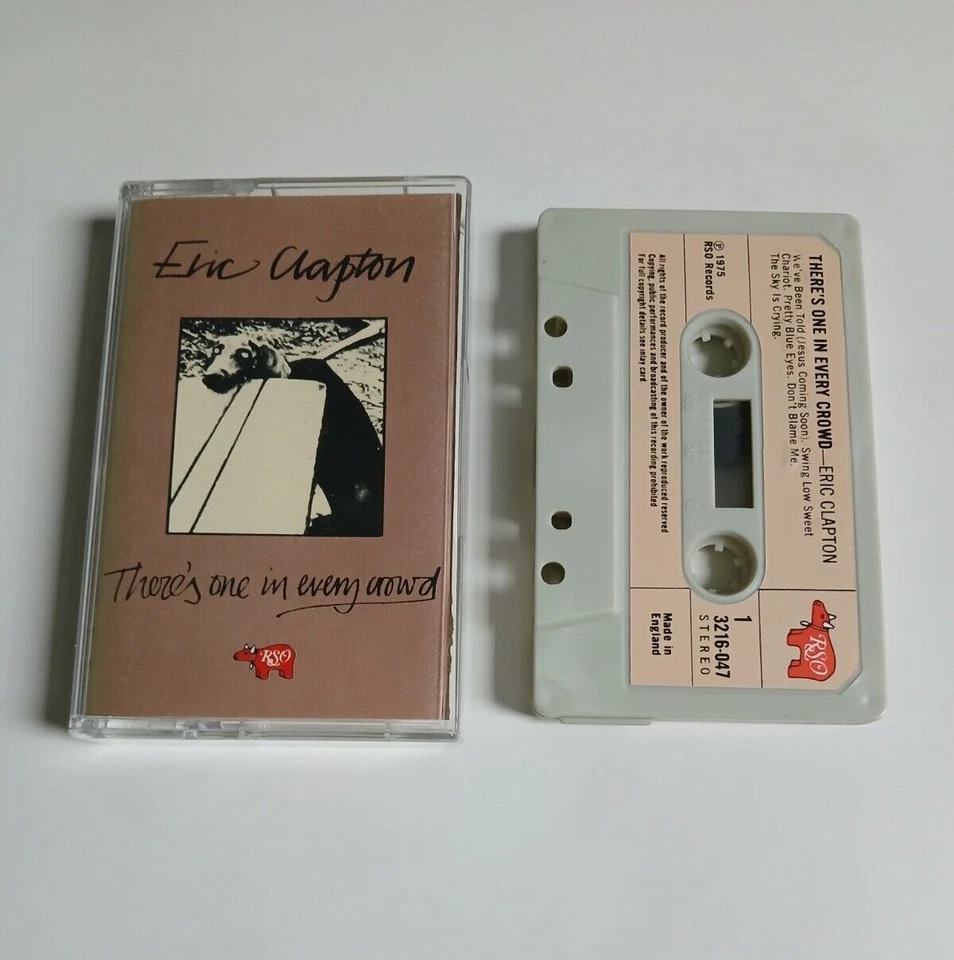 Eric Clapton
There's one in every crowd
RSO
THERE'S ONE IN EVERY CROWD—ERIC CLAPTON
We've Been Told (Jesus Coming Soon). Swing Low Sweet
Chariot. Pretty Blue Eyes. Don't Blame Me.
The Sky Is Crying.
RSO
℗ 1975
RSO Records
1
3216-047
STEREO
All rights of the record producer and of the owner of the work reproduced reserved
Copying, public performances and broadcasting of this recording prohibited
For full copyright details see inlay card
Made in
England